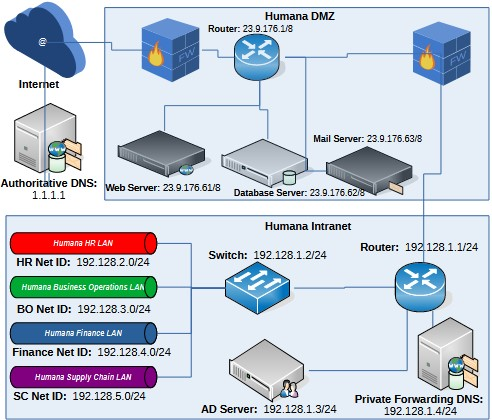 Humana DMZ
Router: 23.9.176.1/8
@
FW
FW
Internet
Mail Server: 23.9.176.63/8
Authoritative DNS:
1.1.1.1
Web Server: 23.9.176.61/8
Database Server: 23.9.176.62/8
Humana Intranet
Humana HR LAN
HR Net ID: 192.128.2.0/24
Switch: 192.128.1.2/24
Router: 192.128.1.1/24
Humana Business Operations LAN
BO Net ID: 192.128.3.0/24
Humana Finance LAN
Finance Net ID: 192.128.4.0/24
Humana Supply Chain LAN
SC Net ID: 192.128.5.0/24
AD Server: 192.128.1.3/24
Private Forwarding DNS:
192.128.1.4/24